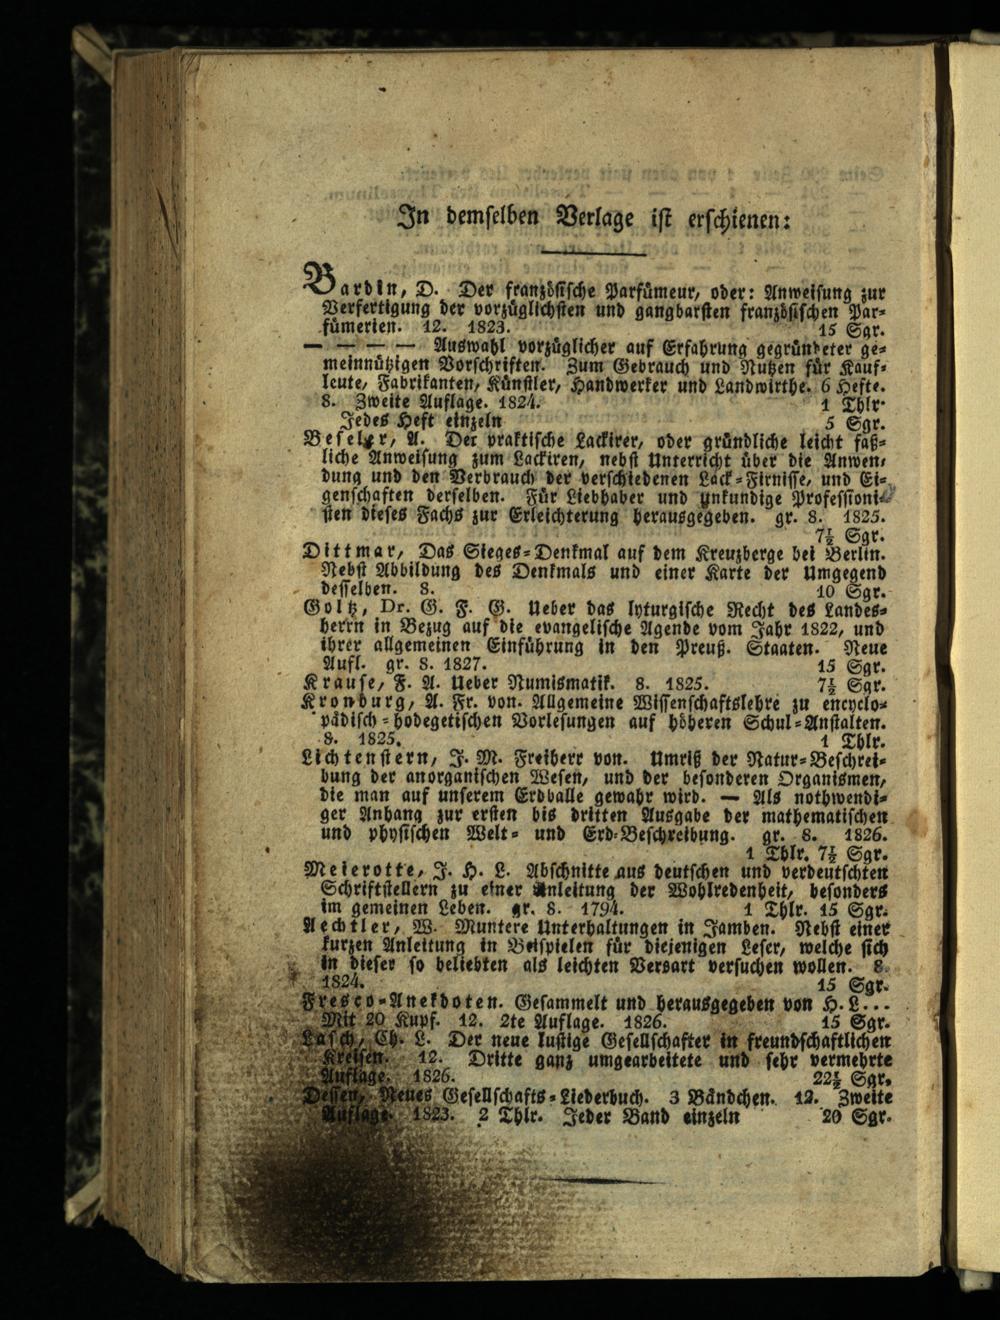 In demselben Verlage ist erschienen:
Bardin, D. Der französische Parfümeur, oder: Anweisung zur
Verfertigung der vorzüglichsten und gangbarsten französischen Par=
fümerien. 12. 1823. 15 Sgr.
— — — — Auswahl vorzüglicher auf Erfahrung gegründeter ge=
meinnützigen Vorschriften. Zum Gebrauch und Nutzen für Kauf=
leute, Fabrikanten, Künstler, Handwerker und Landwirthe. 6 Hefte.
8. Zweite Auflage. 1824. 1 Thlr.
Jedes Heft einzeln 5 Sgr.
Beseler, A. Der praktische Lackirer, oder gründliche leicht faß=
liche Anweisung zum Lackiren, nebst Unterricht über die Anwen=
dung und den Verbrauch der verschiedenen Lack=Firnisse, und Ei=
genschaften derselben. Für Liebhaber und unkundige Professioni=
sten dieses Fachs zur Erleichterung herausgegeben. gr. 8. 1825.
7½ Sgr.
Dittmar, Das Sieges=Denkmal auf dem Kreuzberge bei Berlin.
Nebst Abbildung des Denkmals und einer Karte der Umgegend
desselben. 8. 10 Sgr.
Goltz, Dr. G. F. G. Ueber das lyturgische Recht des Landes=
herrn in Bezug auf die evangelische Agende vom Jahr 1822, und
ihrer allgemeinen Einführung in den Preuß. Staaten. Neue
Aufl. gr. 8. 1827. 15 Sgr.
Krause, F. A. Ueber Numismatik. 8. 1825. 7½ Sgr.
Kronburg, A. Fr. von. Allgemeine Wissenschaftslehre zu encyclo=
pädisch=hodegetischen Vorlesungen auf höheren Schul=Anstalten.
8. 1825. 1 Thlr.
Lichtenstern, J. M. Freiherr von. Umriß der Natur=Beschrei=
bung der anorganischen Wesen, und der besonderen Organismen,
die man auf unserem Erdballe gewahr wird. — Als nothwendi=
ger Anhang zur ersten bis dritten Ausgabe der mathematischen
und physischen Welt= und Erd=Beschreibung. gr. 8. 1826.
1 Thlr. 7½ Sgr.
Meierotte, J. H. L. Abschnitte aus deutschen und verdeutschten
Schriftstellern zu einer Anleitung der Wohlredenheit, besonders
im gemeinen Leben. gr. 8. 1794. 1 Thlr. 15 Sgr.
Aechtler, W. Muntere Unterhaltungen in Jamben. Nebst einer
kurzen Anleitung in Beispielen für diejenigen Leser, welche sich
in dieser so beliebten als leichten Versart versuchen wollen. 8.
1824. 15 Sgr.
Fresco=Anekdoten. Gesammelt und herausgegeben von H. L...
Mit 20 Kupf. 12. 2te Auflage. 1826. 15 Sgr.
Lasch, Ch. L. Der neue lustige Gesellschafter in freundschaftlichen
Kreisen. 12. Dritte ganz umgearbeitete und sehr vermehrte
Auflage. 1826. 22½ Sgr.
Dessen, Neues Gesellschafts=Liederbuch. 3 Bändchen. 12. Zweite
Auflage. 1823. 2 Thlr. Jeder Band einzeln 20 Sgr.